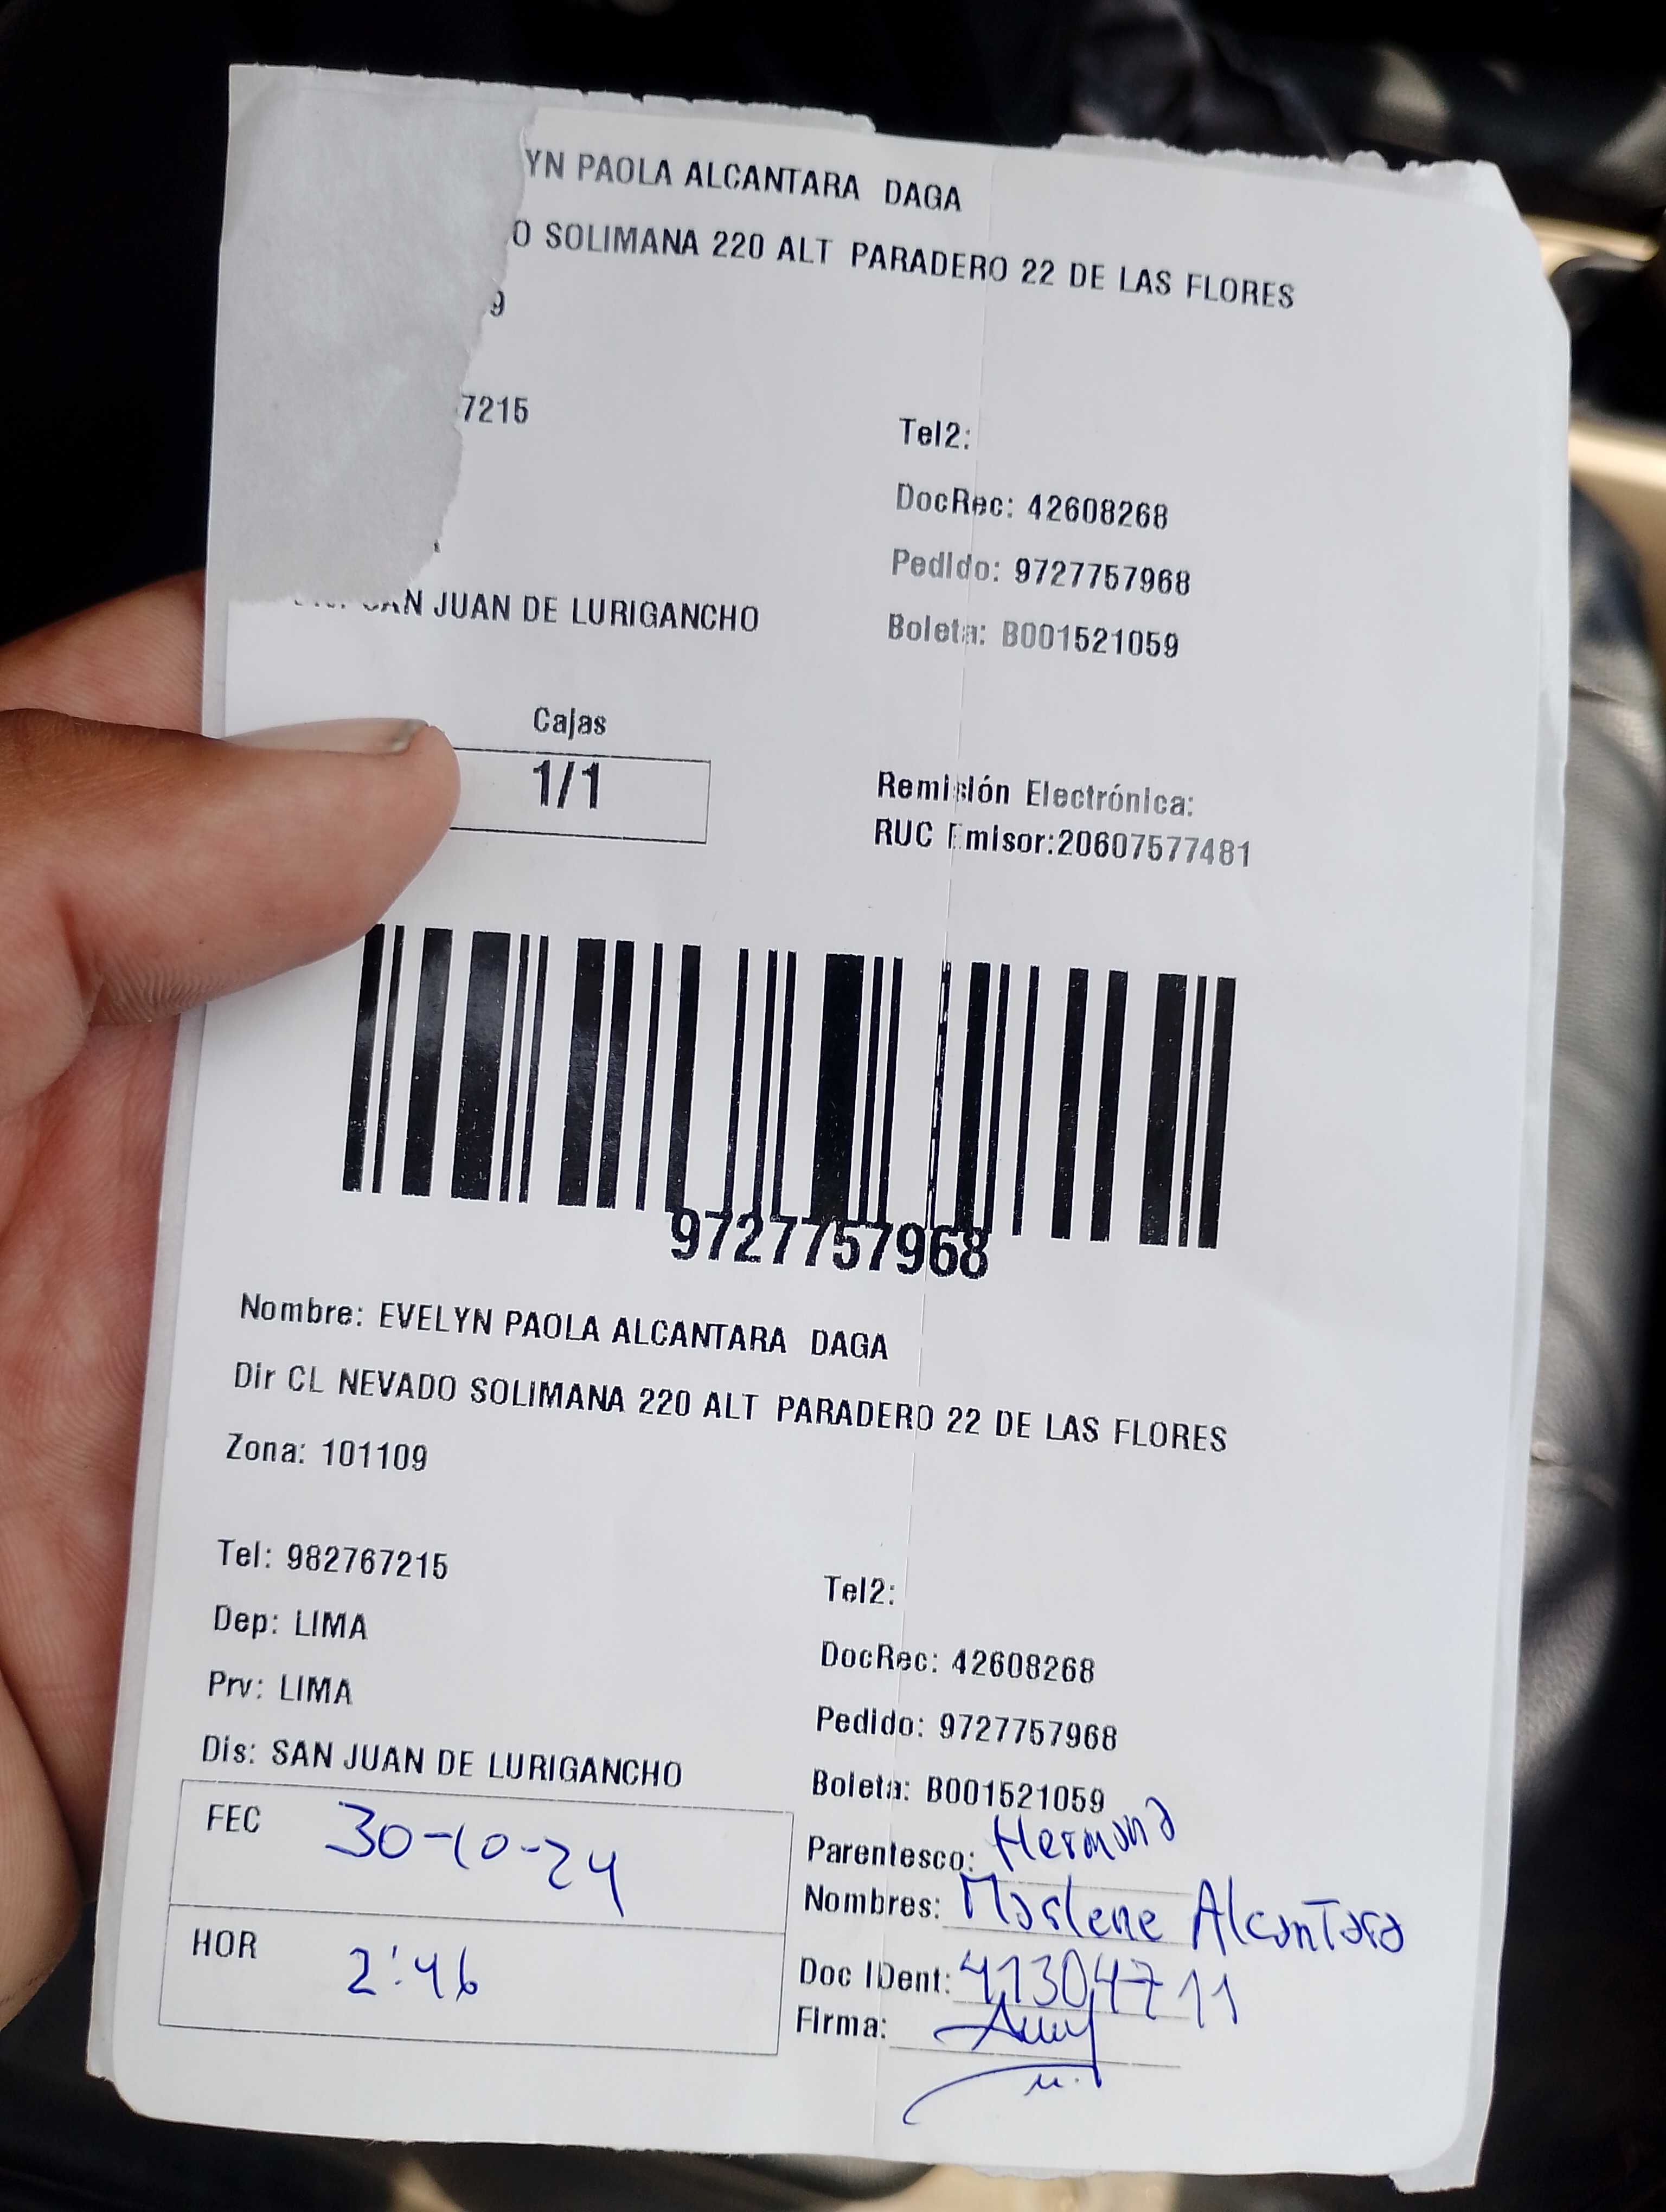 YN PAOLA ALCANTARA DAGA
O SOLIMANA 220 ALT PARADERO 22 DE LAS FLORES
9
7215
Tel2:
DocRec: 42608268
Pedido: 9727757968
SAN JUAN DE LURIGANCHO
Boleta: B001521059
Cajas
1/1
Remisión Electrónica:
RUC Emisor:20607577481
9727757968
Nombre: EVELYN PAOLA ALCANTARA DAGA
Dir CL NEVADO SOLIMANA 220 ALT PARADERO 22 DE LAS FLORES
Zona: 101109
Tel: 982767215
Tel2:
Dep: LIMA
DocRec: 42608268
Prv: LIMA
Pedido: 9727757968
Dis: SAN JUAN DE LURIGANCHO
Boleta: B001521059
FEC 30-10-24
Parentesco: Hermana
Nombres: Marlene Alcantara
HOR 2:46
Doc IDent: 41304711
Firma: